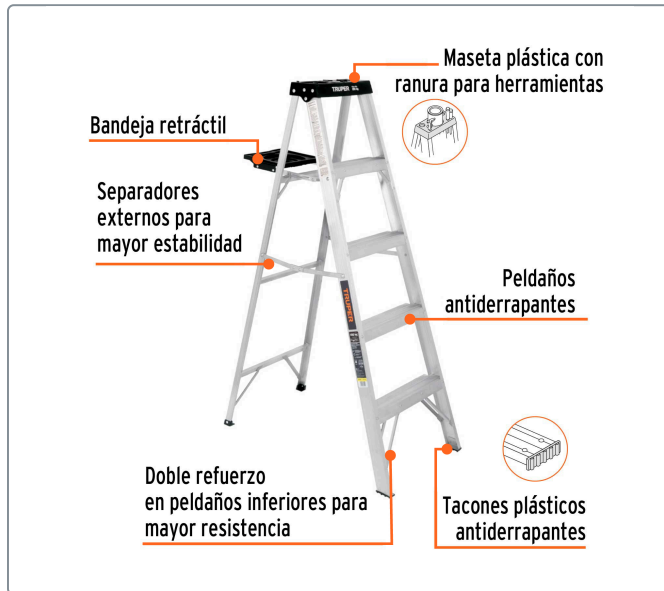 Maseta plástica con
ranura para herramientas
TRUPER
Bandeja retráctil
Separadores
externos para
mayor estabilidad
Peldaños
antiderrapantes
TRUPER
Doble refuerzo
en peldaños inferiores para
mayor resistencia
Tacones plásticos
antiderrapantes